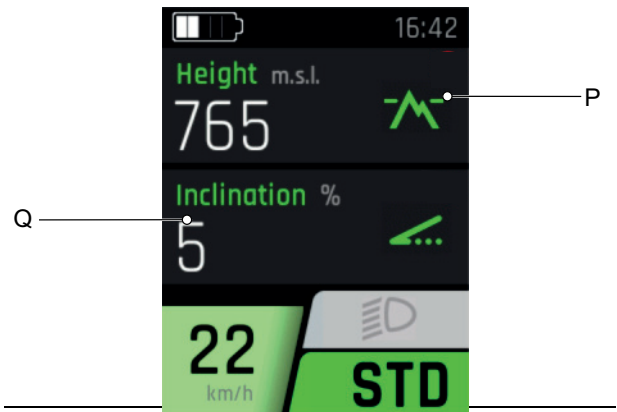 16:42
Height m.s.l.
765
P
Inclination %
Q
5
22
km/h
STD